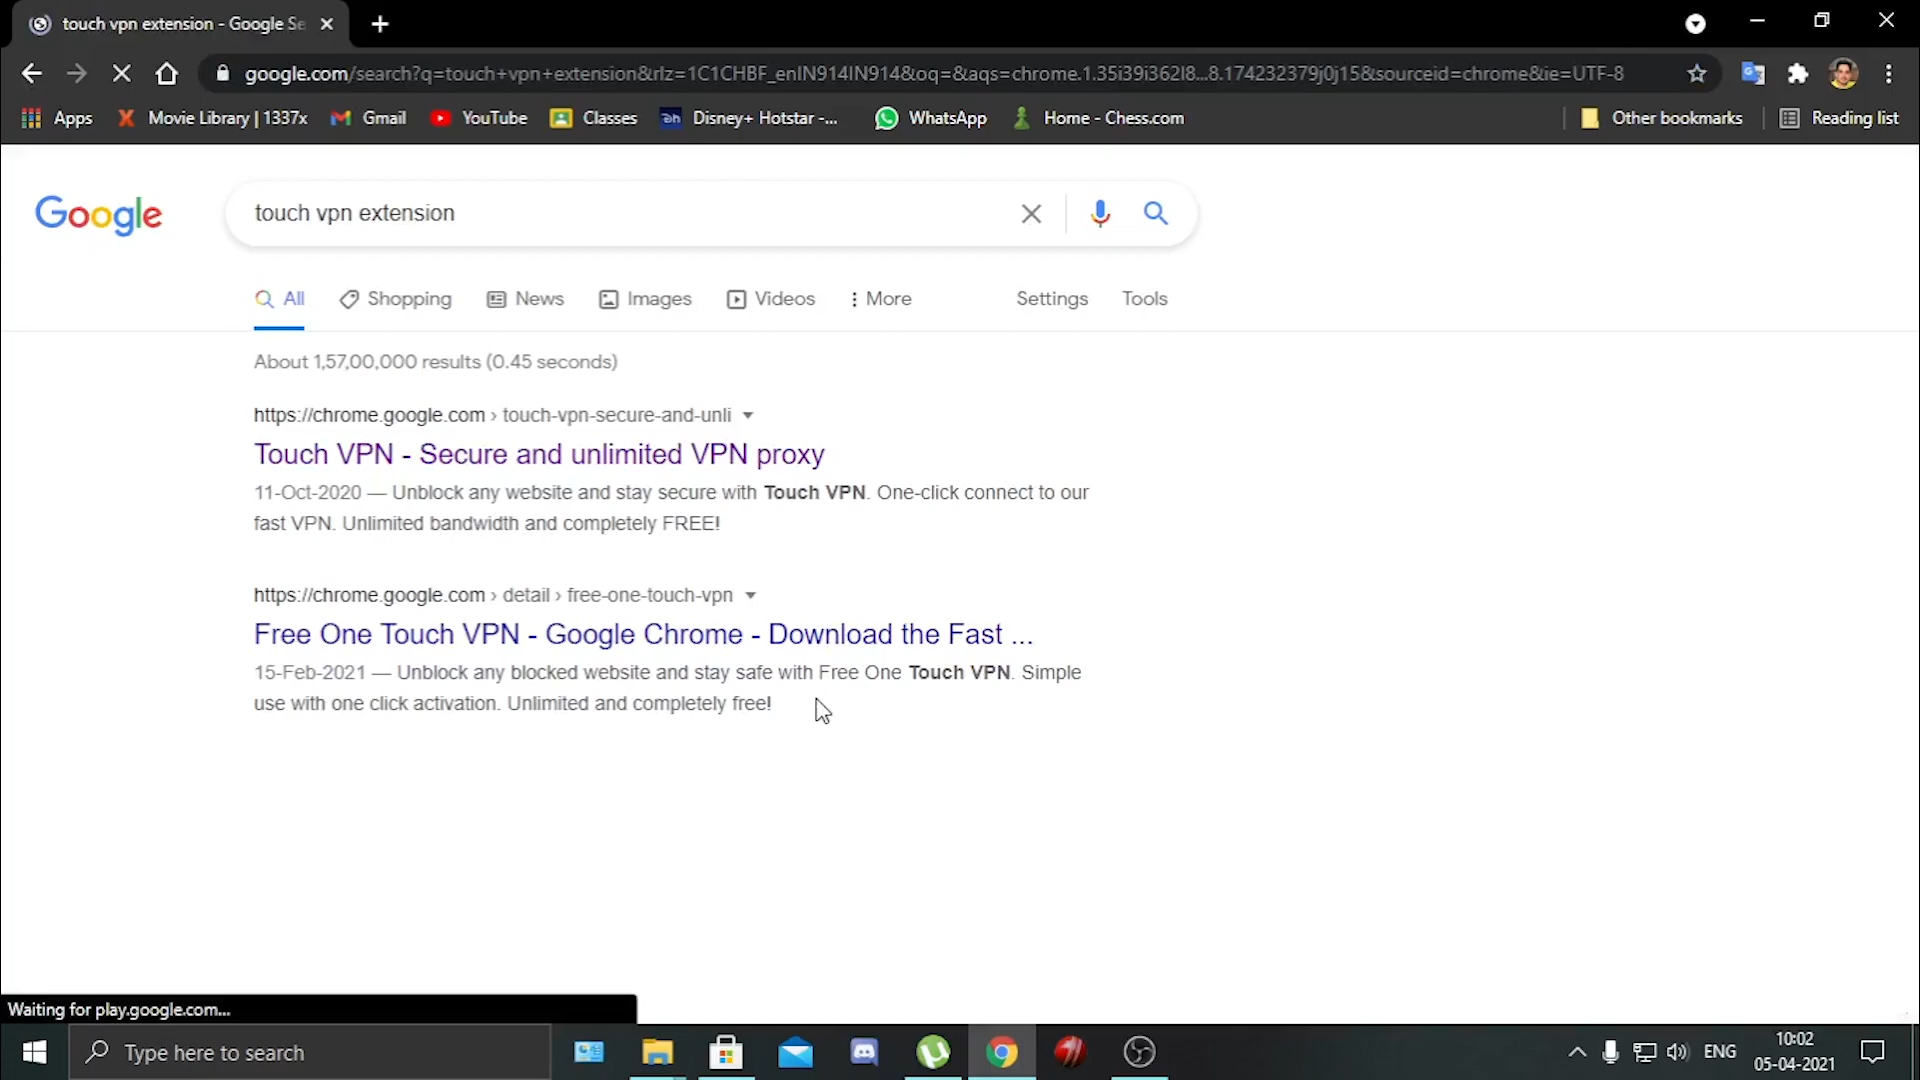 touch vpn extension - Google Se
google.com/search?q=touch+vpn+extension&rlz=1C1CHBF_enIN914IN914&oq=&aqs=chrome.1.35i39i362l8...8.174232379j0j15&sourceid=chrome&ie=UTF-8
Apps Movie Library | 1337x Gmail YouTube Classes Disney+ Hotstar -... WhatsApp Home - Chess.com Other bookmarks Reading list
Google touch vpn extension
All Shopping News Images Videos More Settings Tools
About 1,57,00,000 results (0.45 seconds)
https://chrome.google.com › touch-vpn-secure-and-unli
Touch VPN - Secure and unlimited VPN proxy
11-Oct-2020 — Unblock any website and stay secure with Touch VPN. One-click connect to our
fast VPN. Unlimited bandwidth and completely FREE!
https://chrome.google.com › detail › free-one-touch-vpn
Free One Touch VPN - Google Chrome - Download the Fast ...
15-Feb-2021 — Unblock any blocked website and stay safe with Free One Touch VPN. Simple
use with one click activation. Unlimited and completely free!
Waiting for play.google.com...
Type here to search
ENG
10:02
05-04-2021